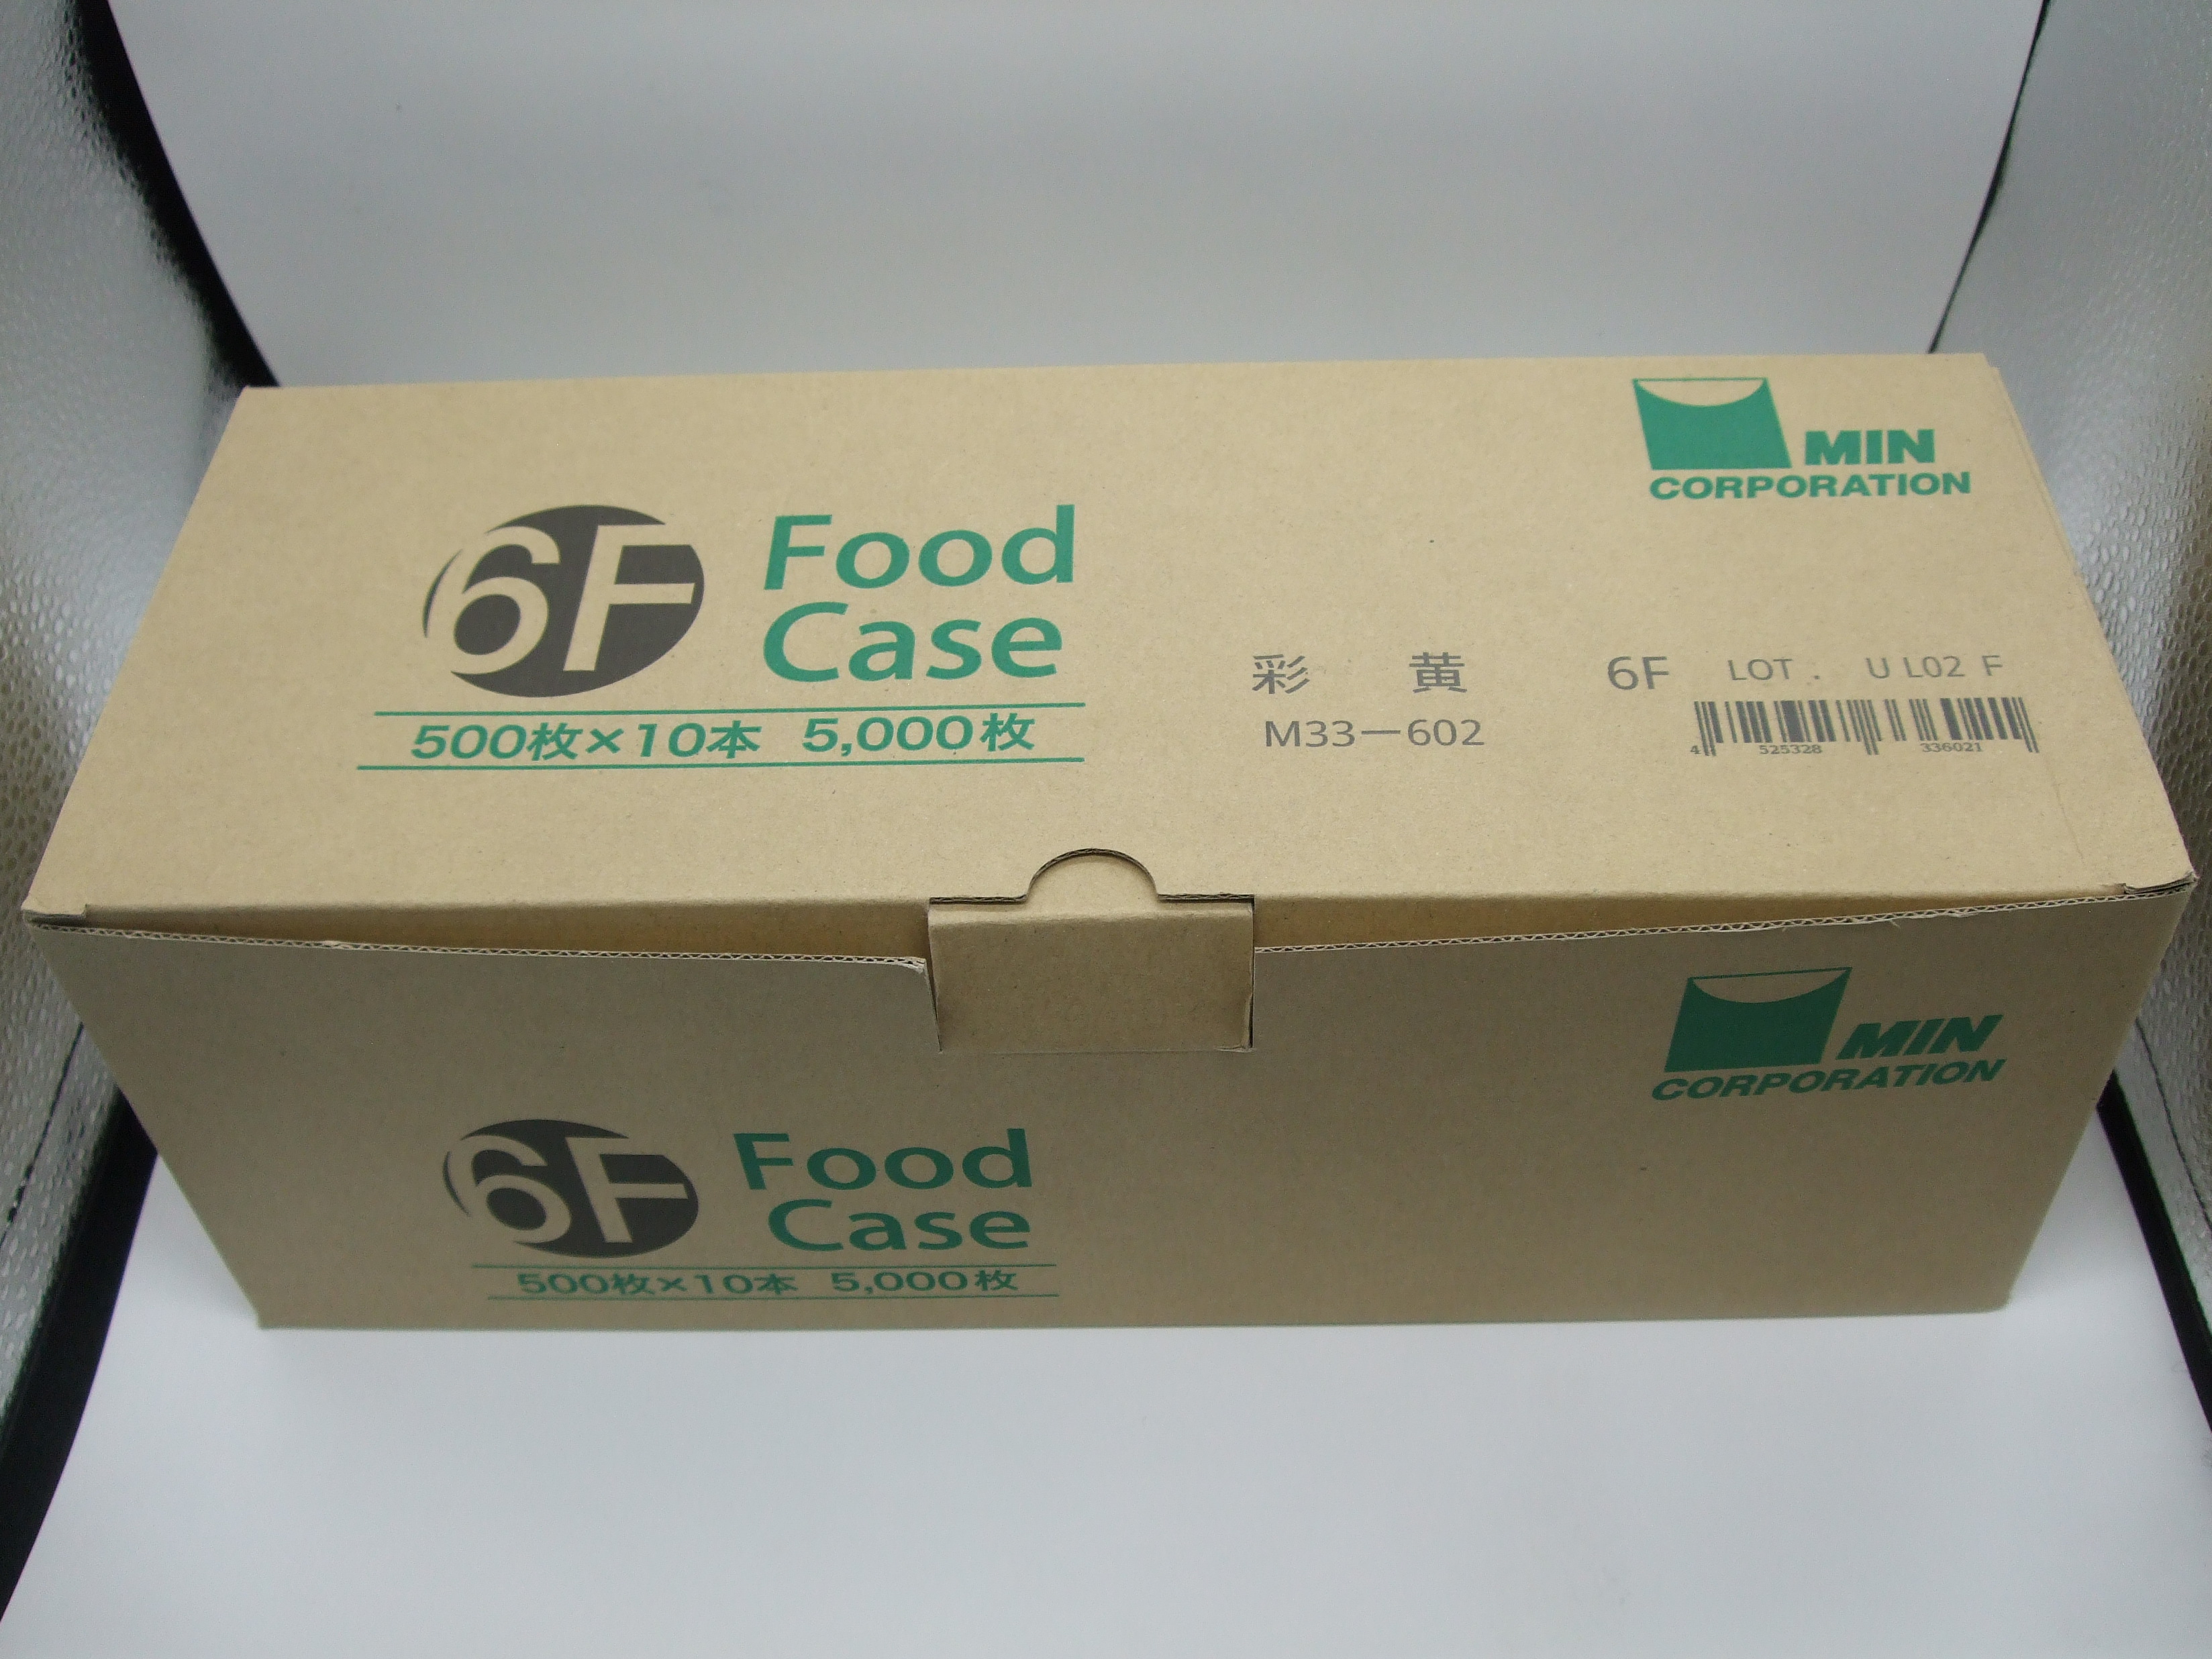 MIN
CORPORATION
6F Food
Case
500枚×10本 5,000枚
彩 黄 6F LOT. UL02 F
M33-602
4 525328 336021
MIN
CORPORATION
6F Food
Case
500枚×10本 5,000枚